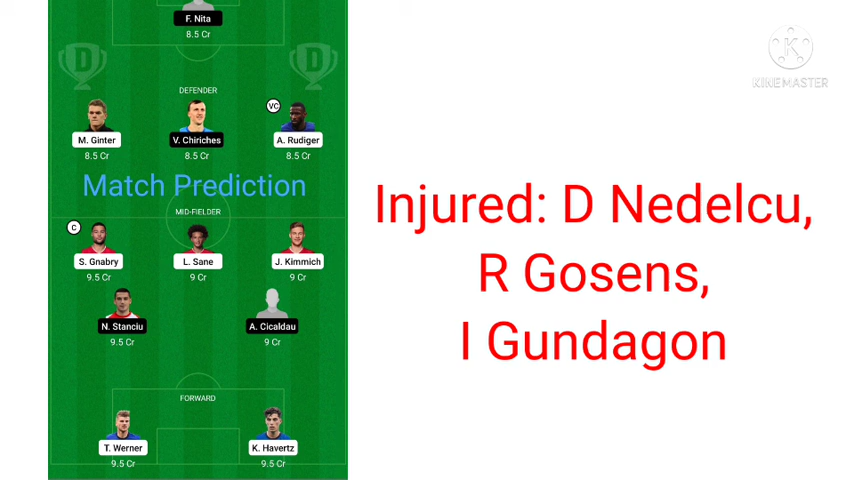 F. Nita
8.5 Cr
KINEMASTER
DEFENDER
VC
M. Ginter
V. Chiriches
A. Rudiger
8.5 Cr
8.5 Cr
8.5 Cr
Match Prediction
Injured: D Nedelcu,
R Gosens,
I Gundagon
MID-FIELDER
C
S. Gnabry
L. Sane
J. Kimmich
9.5 Cr
9 Cr
9 Cr
N. Stanciu
A. Cicaldau
9.5 Cr
9 Cr
FORWARD
T. Werner
K. Havertz
9.5 Cr
9.5 Cr